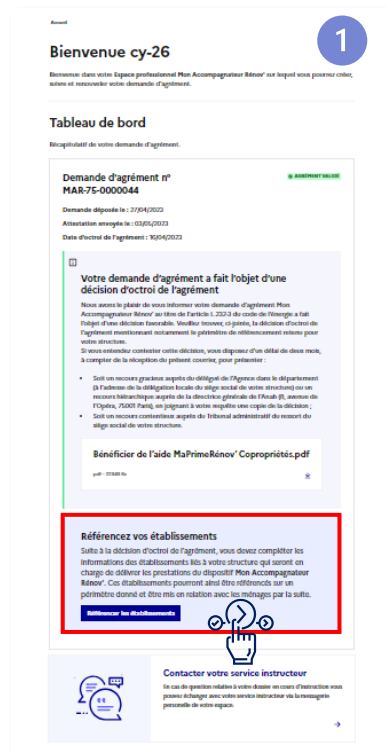 Accueil
1
Bienvenue cy-26
Bienvenue dans votre Espace professionnel Mon Accompagnateur Rénov' sur lequel vous pourrez créer,
suivre et renouveler votre demande d'agrément.
Tableau de bord
Récapitulatif de votre demande d'agrément.
Demande d'agrément n°
MAR-75-0000044
AGRÉMENT VALIDÉ
Demande déposée le : 27/04/2023
Attestation envoyée le : 03/05/2023
Date d'octroi de l'agrément : 16/04/2023
Votre demande d'agrément a fait l'objet d'une
décision d'octroi de l'agrément
Nous avons le plaisir de vous informer votre demande d'agrément Mon
Accompagnateur Rénov' au titre de l'article L. 232-3 du code de l'énergie a fait
l'objet d'une décision favorable. Veuillez trouver, ci-jointe, la décision d'octroi de
l'agrément mentionnant notamment le périmètre de référencement retenu pour
votre structure.
Si vous entendez contester cette décision, vous disposez d'un délai de deux mois,
à compter de la réception du présent courrier, pour présenter :
• Soit un recours gracieux auprès du délégué de l'Agence dans le département
(à l'adresse de la délégation locale du siège social de votre structure) ou un
recours hiérarchique auprès de la directrice générale de l'Anah (8, avenue de
l'Opéra, 75001 Paris), en joignant à votre requête une copie de la décision ;
• Soit un recours contentieux auprès du Tribunal administratif du ressort du
siège social de votre structure.
Bénéficier de l'aide MaPrimeRénov' Copropriétés.pdf
Référencez vos établissements
Suite à la décision d'octroi de l'agrément, vous devez compléter les
informations des établissements liés à votre structure qui seront en
charge de délivrer les prestations du dispositif Mon Accompagnateur
Rénov'. Ces établissements pourront ainsi être référencés sur un
périmètre donné et être mis en relation avec les ménages par la suite.
Référencer les établissements
Contacter votre service instructeur
En cas de question relative à votre dossier en cours d'instruction vous
pouvez échanger avec votre service instructeur via la messagerie
personnelle de votre espace.